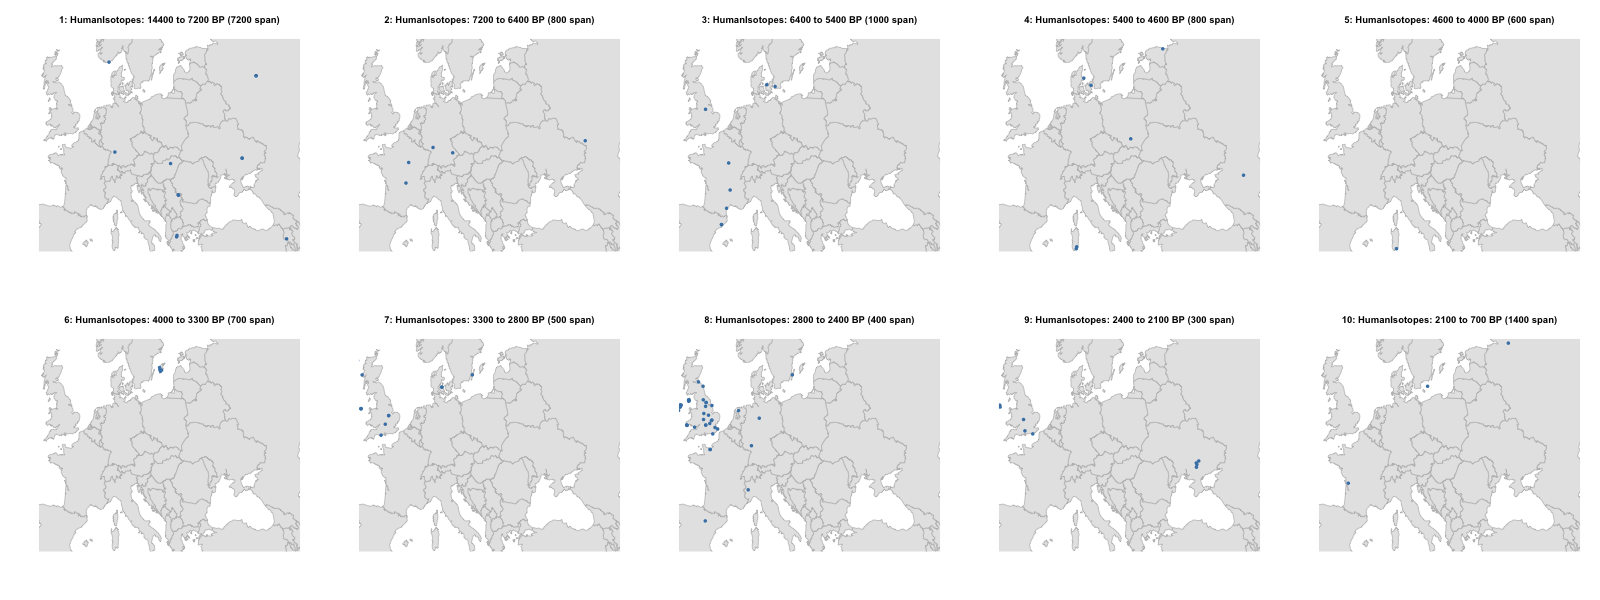 1: HumanIsotopes: 14400 to 7200 BP (7200 span)
2: HumanIsotopes: 7200 to 6400 BP (800 span)
3: HumanIsotopes: 6400 to 5400 BP (1000 span)
4: HumanIsotopes: 5400 to 4600 BP (800 span)
5: HumanIsotopes: 4600 to 4000 BP (600 span)
6: HumanIsotopes: 4000 to 3300 BP (700 span)
7: HumanIsotopes: 3300 to 2800 BP (500 span)
8: HumanIsotopes: 2800 to 2400 BP (400 span)
9: HumanIsotopes: 2400 to 2100 BP (300 span)
10: HumanIsotopes: 2100 to 700 BP (1400 span)